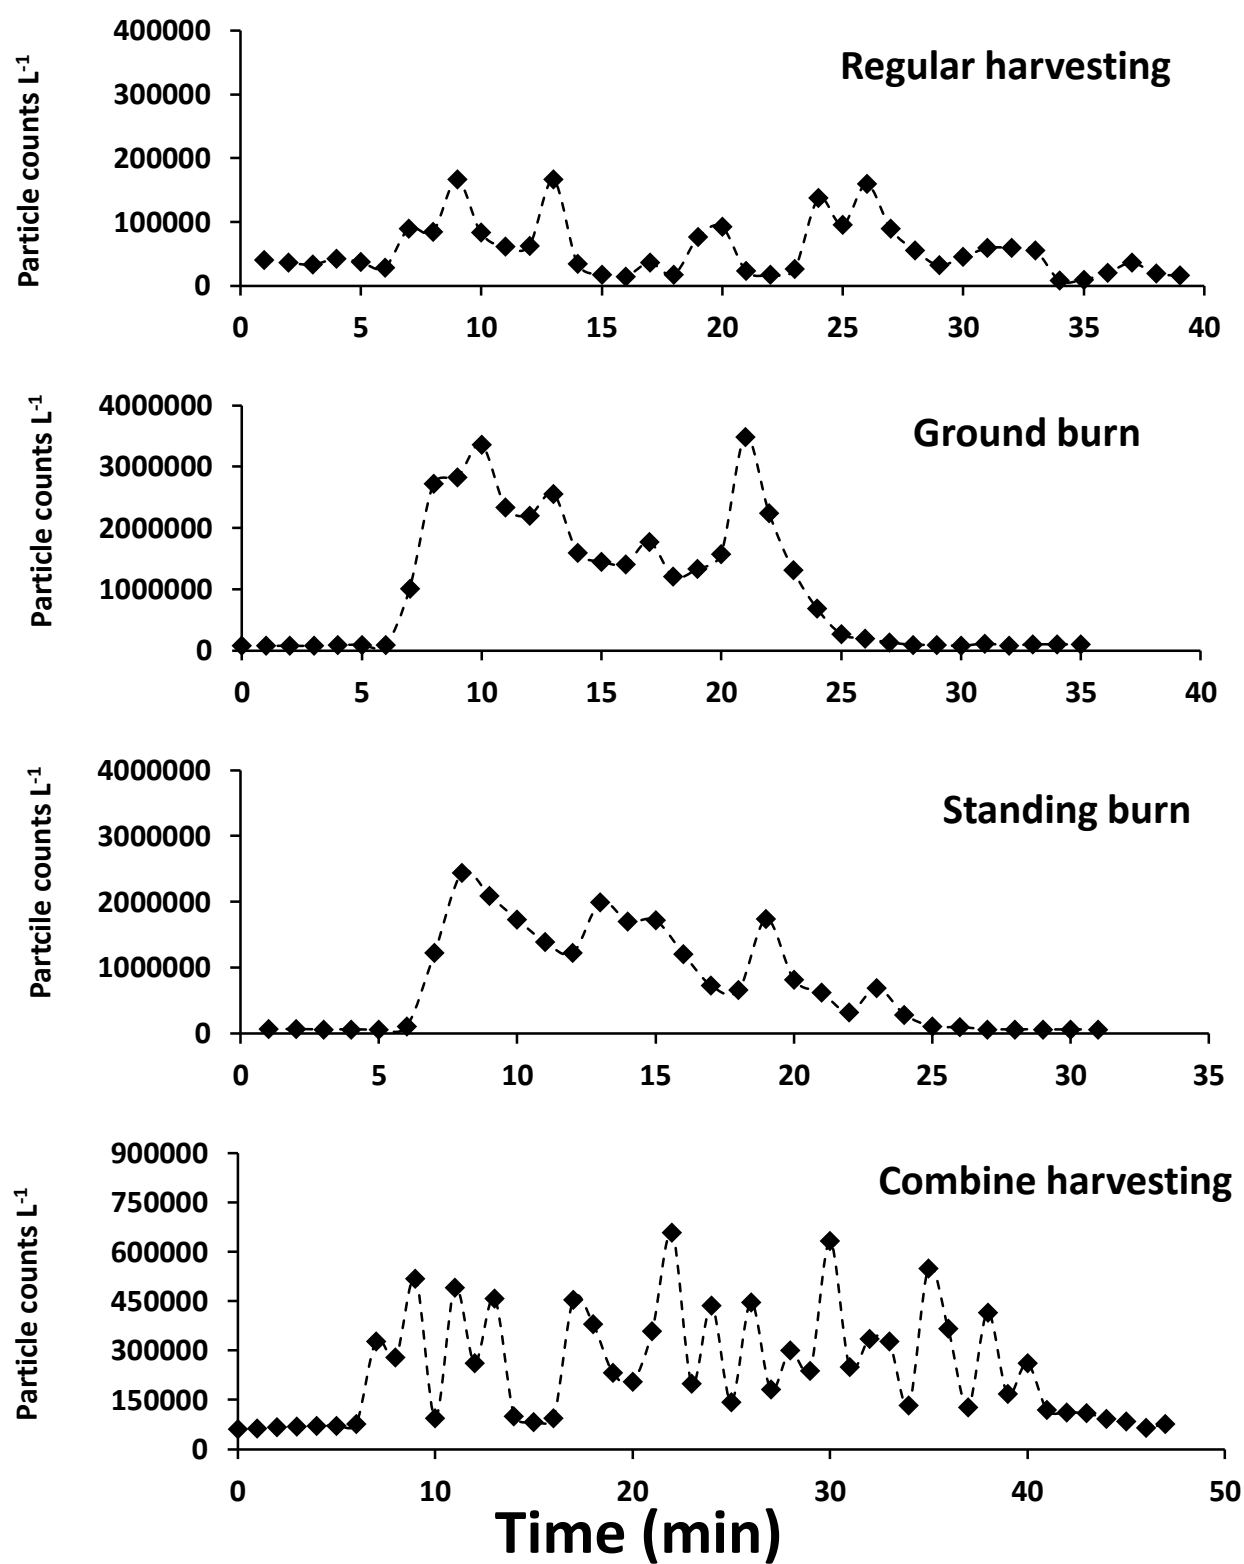 Regular harvesting
Particle counts L-1
400000
300000
200000
100000
0
0 5 10 15 20 25 30 35 40
Ground burn
Particle counts L-1
4000000
3000000
2000000
1000000
0
0 5 10 15 20 25 30 35 40
Standing burn
Partcile counts L-1
4000000
3000000
2000000
1000000
0
0 5 10 15 20 25 30 35
Combine harvesting
Particle counts L-1
900000
750000
600000
450000
300000
150000
0
0 10 20 30 40 50
Time (min)